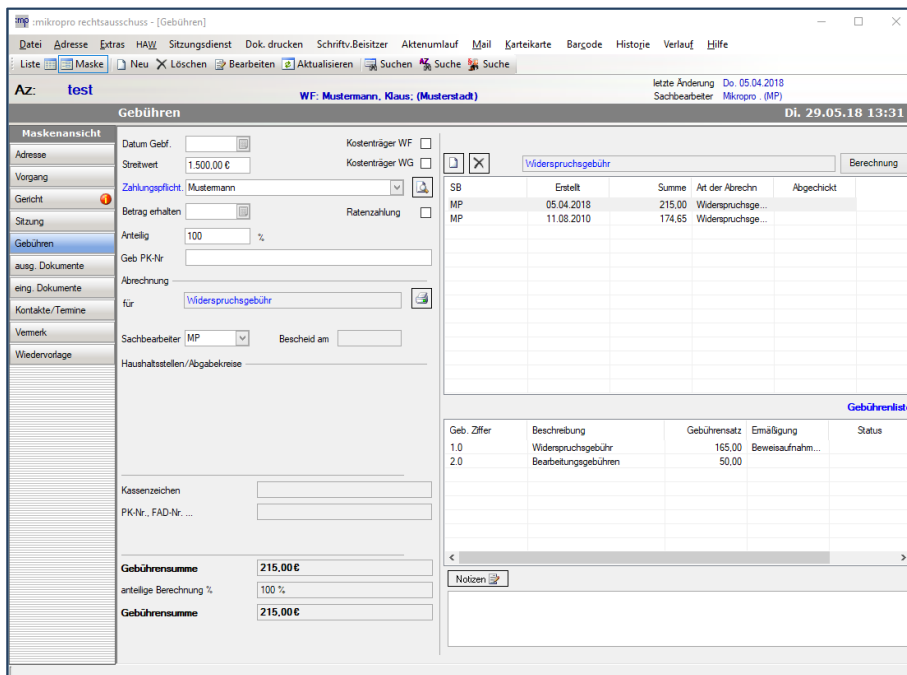 :mp :mikropro rechtsausschuss - [Gebühren]
Datei Adresse Extras HAW Sitzungsdienst Dok. drucken Schriftv.Beisitzer Aktenumlauf Mail Karteikarte Barcode Historie Verlauf Hilfe
Liste Maske Neu Löschen Bearbeiten Aktualisieren Suchen AZ Suche Suche
Az: test
WF: Mustermann, Klaus; (Musterstadt)
letzte Änderung Do. 05.04.2018
Sachbearbeiter Mikropro . (MP)
Gebühren
Di. 29.05.18 13:31
Maskenansicht
Adresse
Vorgang
Gericht
Sitzung
Gebühren
ausg. Dokumente
eing. Dokumente
Kontakte/Termine
Vermerk
Wiedervorlage
Datum Gebf. Kostenträger WF
Streitwert 1.500,00 € Kostenträger WG
Zahlungspflicht. Mustermann
Betrag erhalten Ratenzahlung
Anteilig 100 %
Geb PK-Nr
Abrechnung
für Widerspruchsgebühr
Sachbearbeiter MP Bescheid am
Haushaltsstellen/Abgabekreise
Kassenzeichen
PK-Nr., FAD-Nr. ...
Gebührensumme 215,00 €
anteilige Berechnung % 100 %
Gebührensumme 215,00 €
Widerspruchsgebühr Berechnung
SB Erstellt Summe Art der Abrechn Abgeschickt
MP 05.04.2018 215,00 Widerspruchsge...
MP 11.08.2010 174,65 Widerspruchsge...
Gebührenliste
Geb. Ziffer Beschreibung Gebührensatz Ermäßigung Status
1.0 Widerspruchsgebühr 165,00 Beweisaufnahm...
2.0 Bearbeitungsgebühren 50,00
Notizen